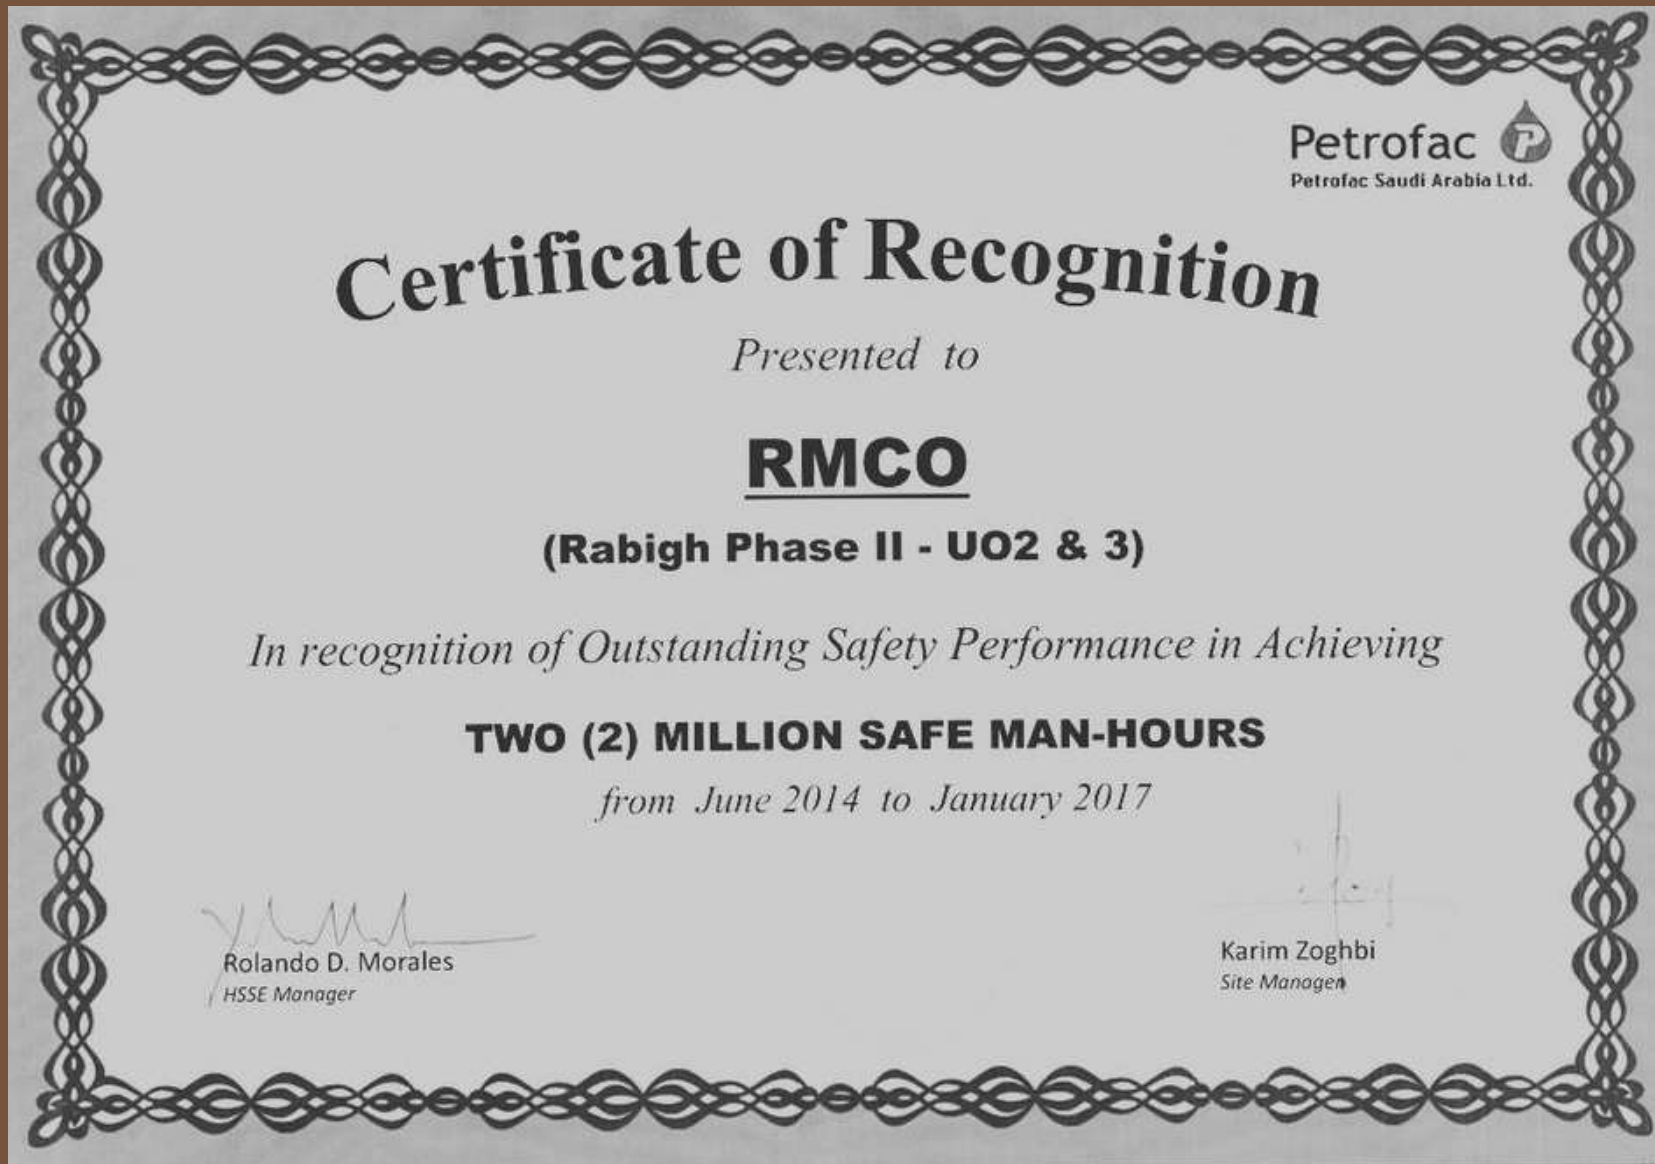 Petrofac
Petrofac Saudi Arabia Ltd.
Certificate of Recognition
Presented to
RMCO
(Rabigh Phase II - UO2 & 3)
In recognition of Outstanding Safety Performance in Achieving
TWO (2) MILLION SAFE MAN-HOURS
from June 2014 to January 2017
Rolando D. Morales
HSSE Manager
Karim Zoghbi
Site Manager